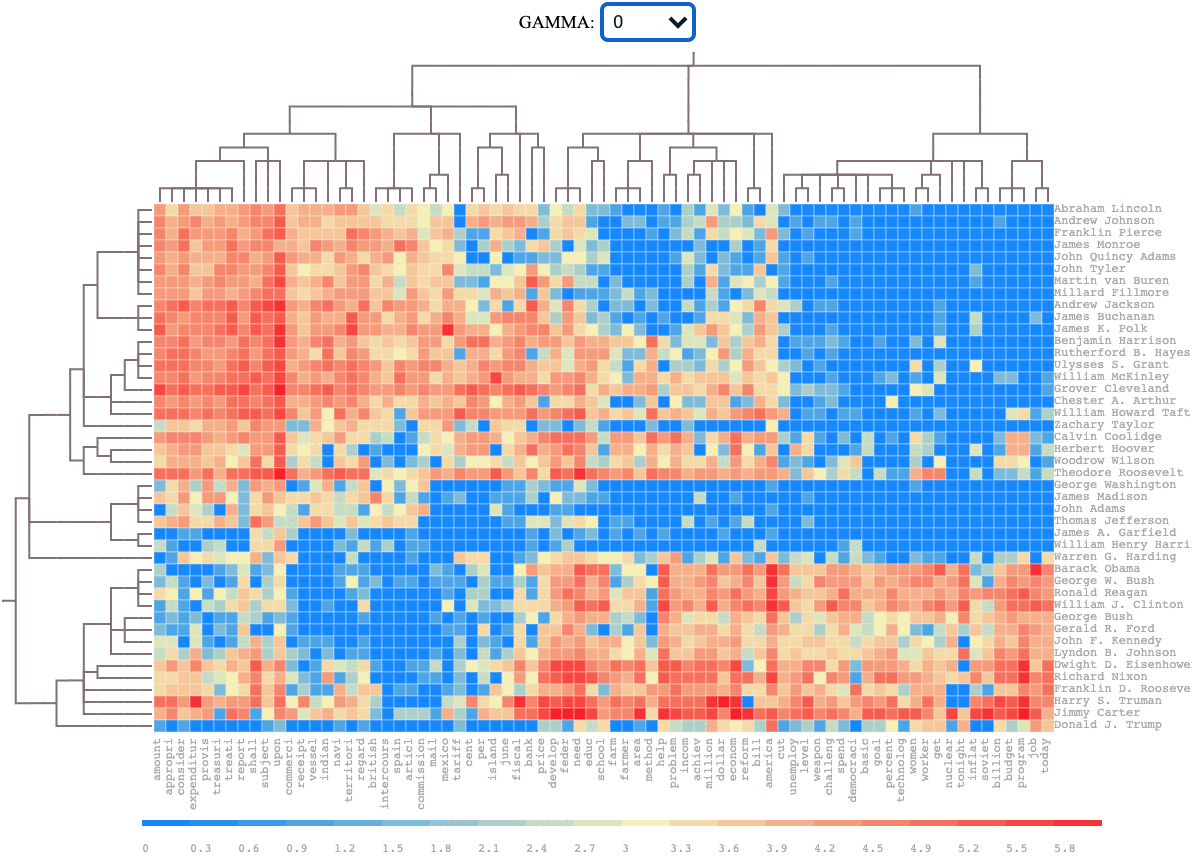 GAMMA: 0
Abraham Lincoln
Andrew Johnson
Franklin Pierce
James Monroe
John Quincy Adams
John Tyler
Martin van Buren
Millard Fillmore
Andrew Jackson
James Buchanan
James K. Polk
Benjamin Harrison
Rutherford B. Hayes
Ulysses S. Grant
William McKinley
Grover Cleveland
Chester A. Arthur
William Howard Taft
Zachary Taylor
Calvin Coolidge
Herbert Hoover
Woodrow Wilson
Theodore Roosevelt
George Washington
James Madison
John Adams
Thomas Jefferson
James A. Garfield
William Henry Harri
Warren G. Harding
Barack Obama
George W. Bush
Ronald Reagan
William J. Clinton
George Bush
Gerald R. Ford
John F. Kennedy
Lyndon B. Johnson
Dwight D. Eisenhowe
Richard Nixon
Franklin D. Rooseve
Harry S. Truman
Jimmy Carter
Donald J. Trump
amount
appropri
consider
expenditur
provis
treasuri
treati
report
shall
subject
upon
commerci
receipt
vessel
indian
navi
territori
regard
british
intercours
spain
articl
commission
mail
mexico
tariff
cent
per
island
june
fiscal
bank
price
develop
feder
need
educ
school
farm
farmer
area
method
help
problem
incom
achiev
million
dollar
econom
reform
bill
america
cut
unemploy
level
weapon
challeng
spend
democraci
basic
goal
percent
technolog
women
worker
get
nuclear
tonight
inflat
soviet
billion
budget
program
job
today
0 0.3 0.6 0.9 1.2 1.5 1.8 2.1 2.4 2.7 3 3.3 3.6 3.9 4.2 4.5 4.9 5.2 5.5 5.8